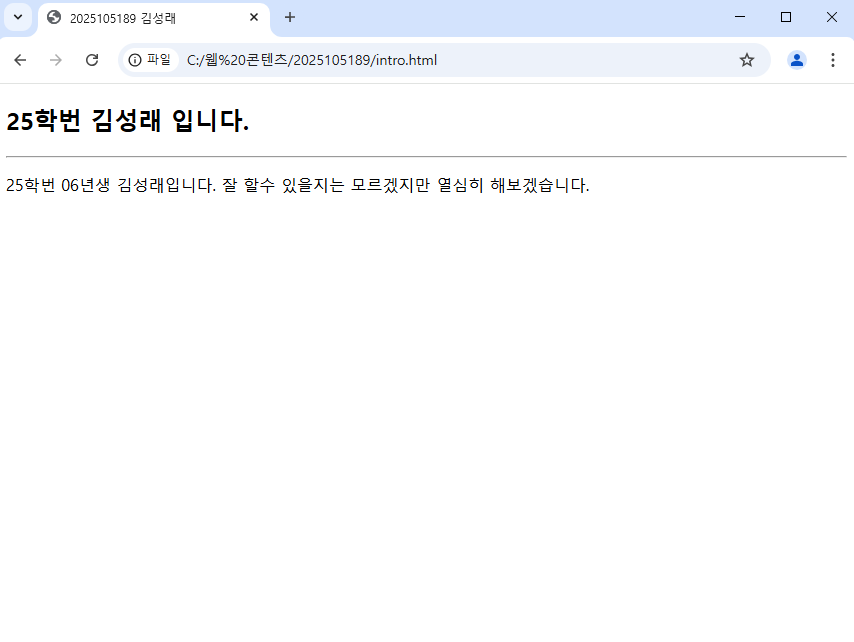 2025105189 김성래
파일 C:/웹%20콘텐츠/2025105189/intro.html
25학번 김성래 입니다.
25학번 06년생 김성래입니다. 잘 할수 있을지는 모르겠지만 열심히 해보겠습니다.